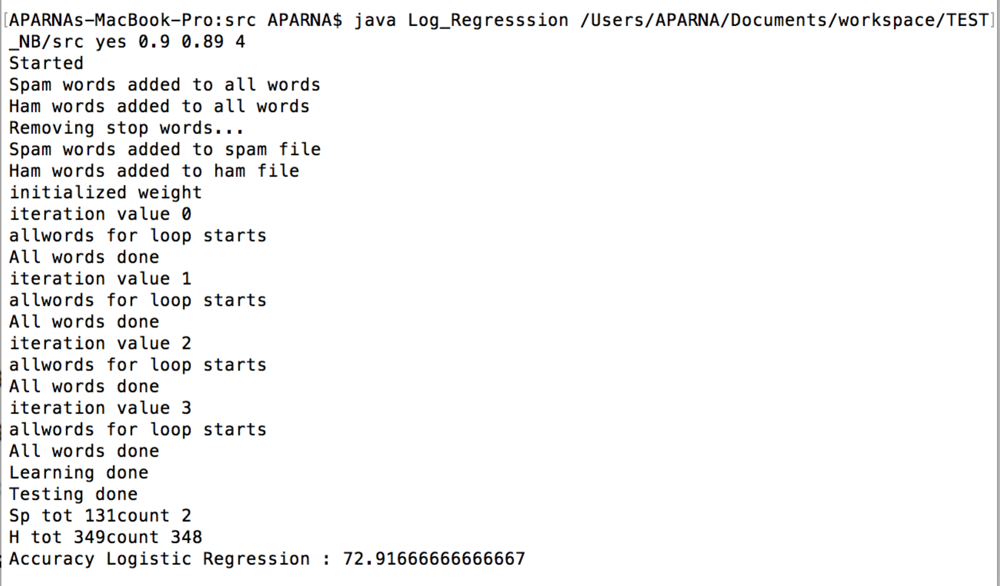 [APARNAs-MacBook-Pro:src APARNA$ java Log_Regresssion /Users/APARNA/Documents/workspace/TEST]
_NB/src yes 0.9 0.89 4
Started
Spam words added to all words
Ham words added to all words
Removing stop words...
Spam words added to spam file
Ham words added to ham file
initialized weight
iteration value 0
allwords for loop starts
All words done
iteration value 1
allwords for loop starts
All words done
iteration value 2
allwords for loop starts
All words done
iteration value 3
allwords for loop starts
All words done
Learning done
Testing done
Sp tot 131count 2
H tot 349count 348
Accuracy Logistic Regression : 72.91666666666667